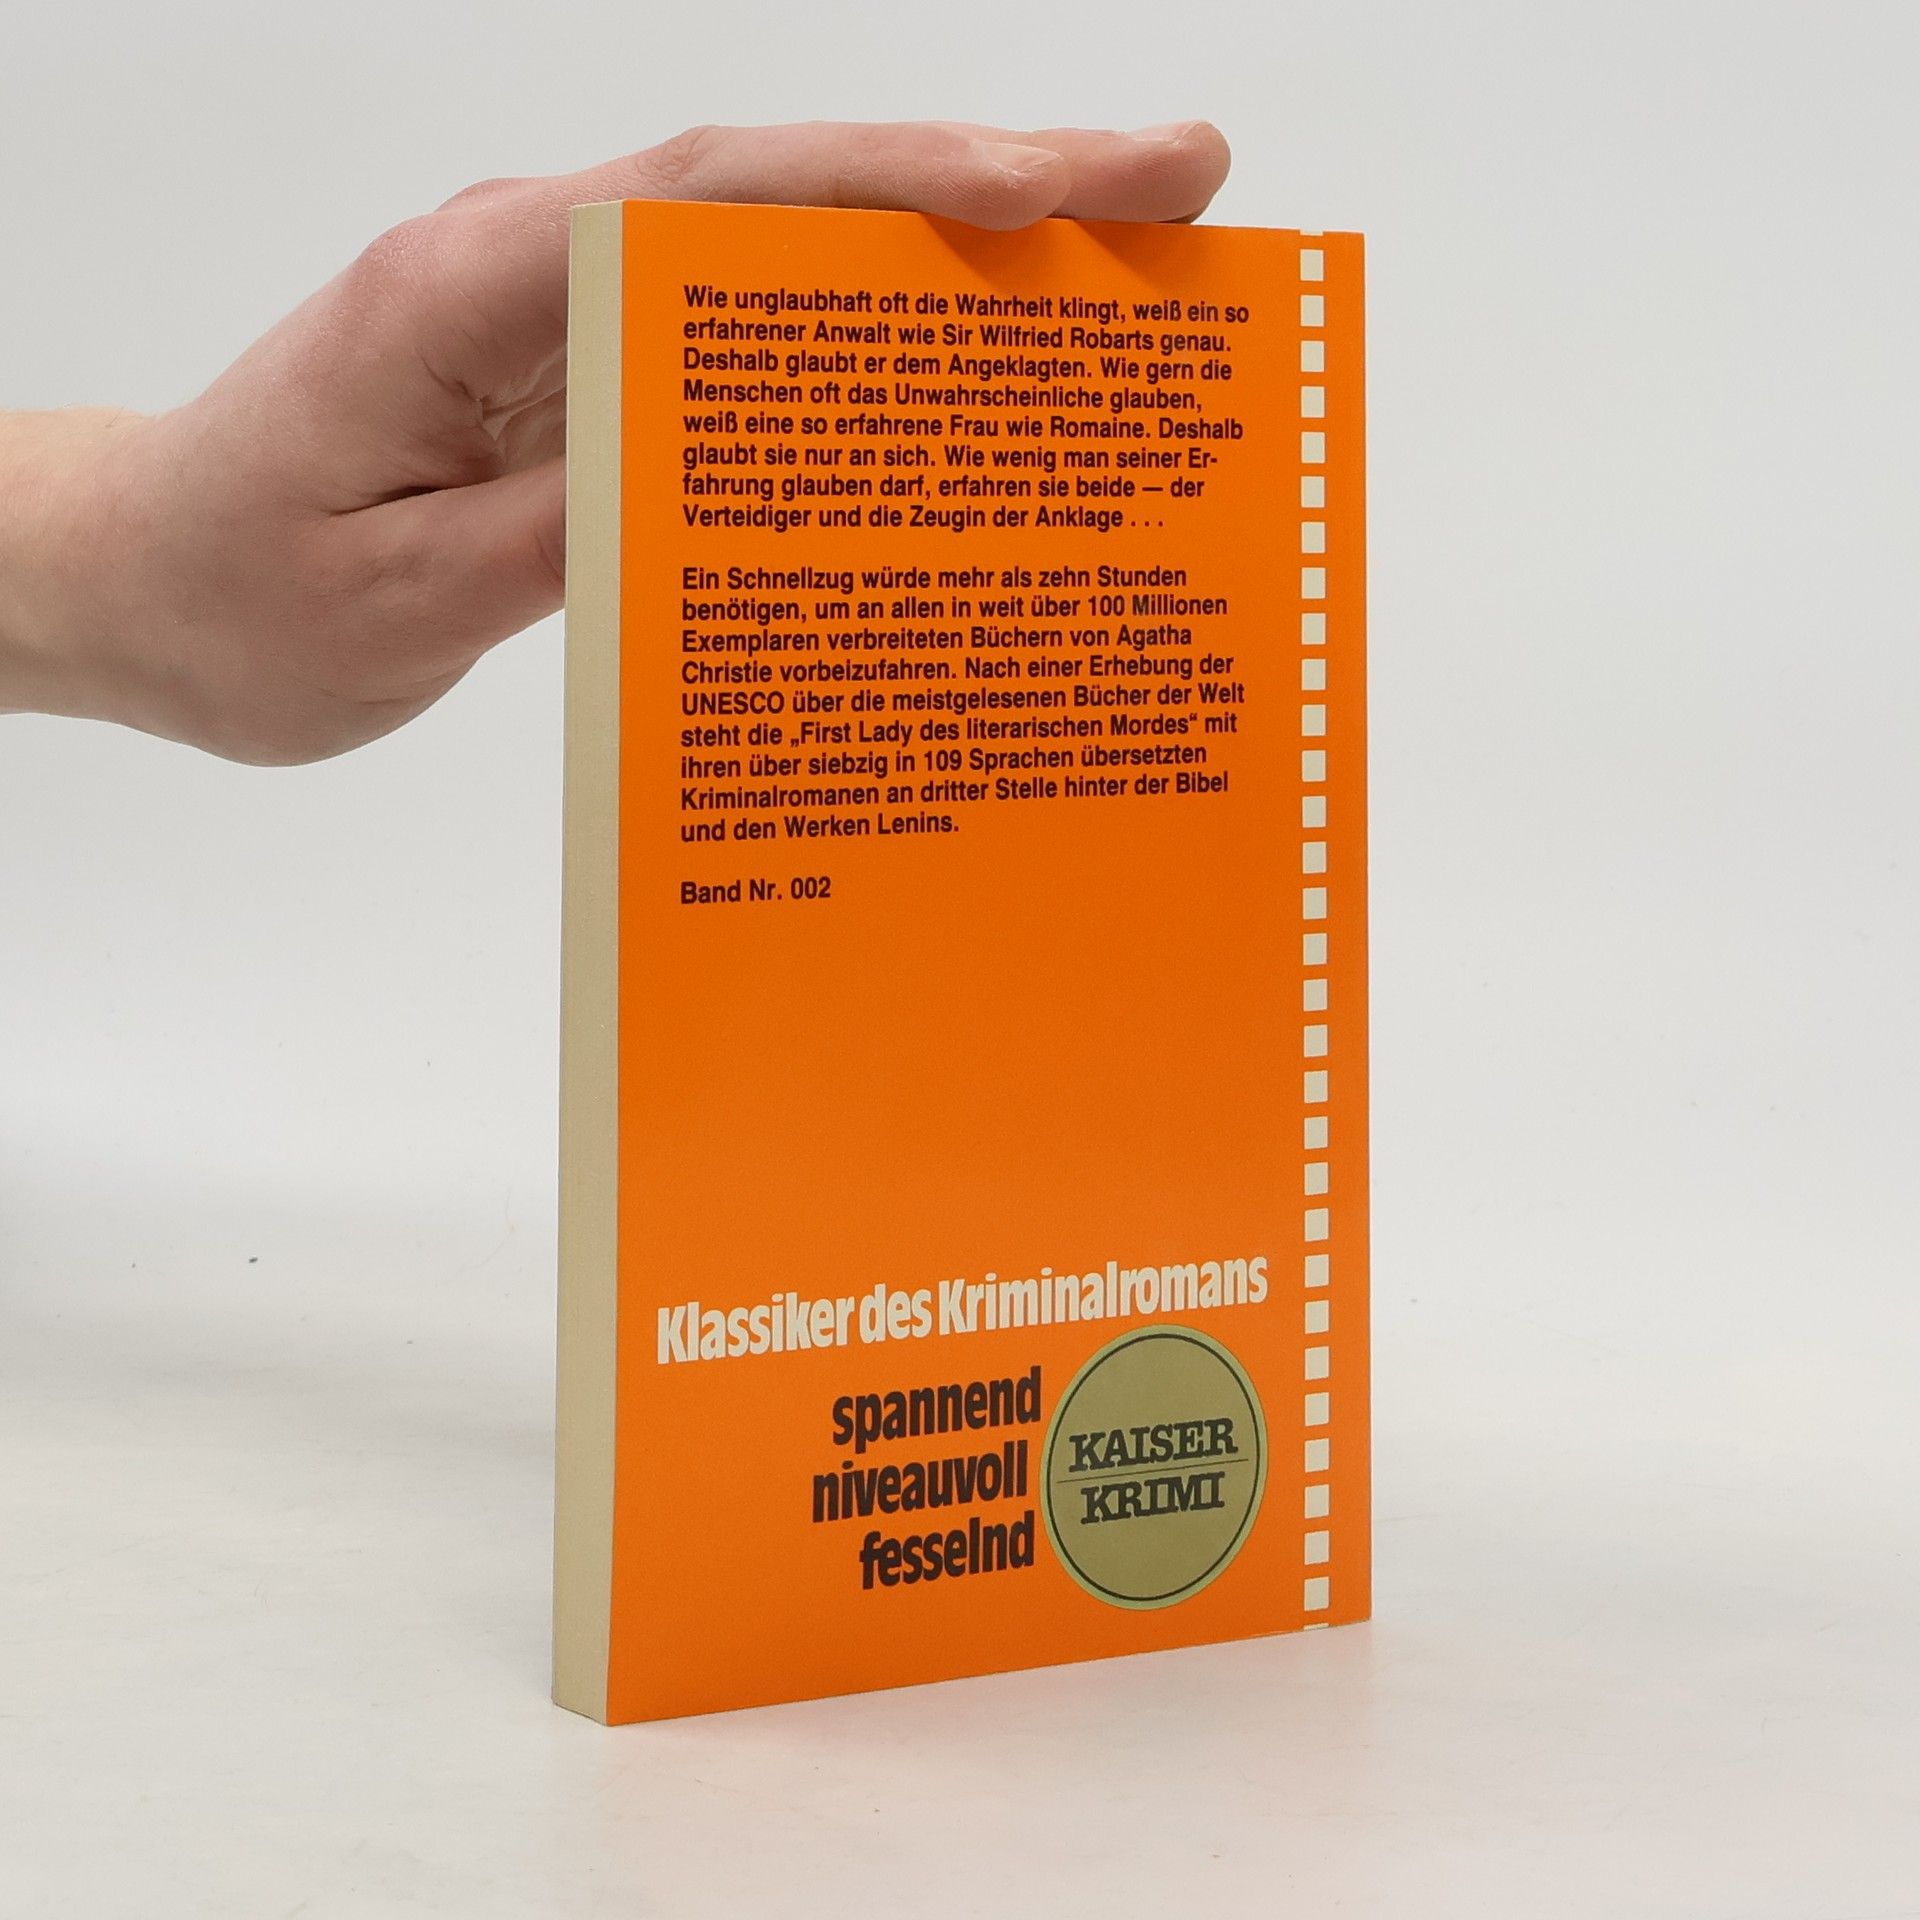 Wie unglaubhaft oft die Wahrheit klingt, weiß ein so
erfahrener Anwalt wie Sir Wilfried Robarts genau.
Deshalb glaubt er dem Angeklagten. Wie gern die
Menschen oft das Unwahrscheinliche glauben,
weiß eine so erfahrene Frau wie Romaine. Deshalb
glaubt sie nur an sich. Wie wenig man seiner Er-
fahrung glauben darf, erfahren sie beide — der
Verteidiger und die Zeugin der Anklage . . .
Ein Schnellzug würde mehr als zehn Stunden
benötigen, um an allen in weit über 100 Millionen
Exemplaren verbreiteten Büchern von Agatha
Christie vorbeizufahren. Nach einer Erhebung der
UNESCO über die meistgelesenen Bücher der Welt
steht die „First Lady des literarischen Mordes“ mit
ihren über siebzig in 109 Sprachen übersetzten
Kriminalromanen an dritter Stelle hinter der Bibel
und den Werken Lenins.
Band Nr. 002
Klassiker des Kriminalromans
spannend
niveauvoll
fesselnd
KAISER
KRIMI